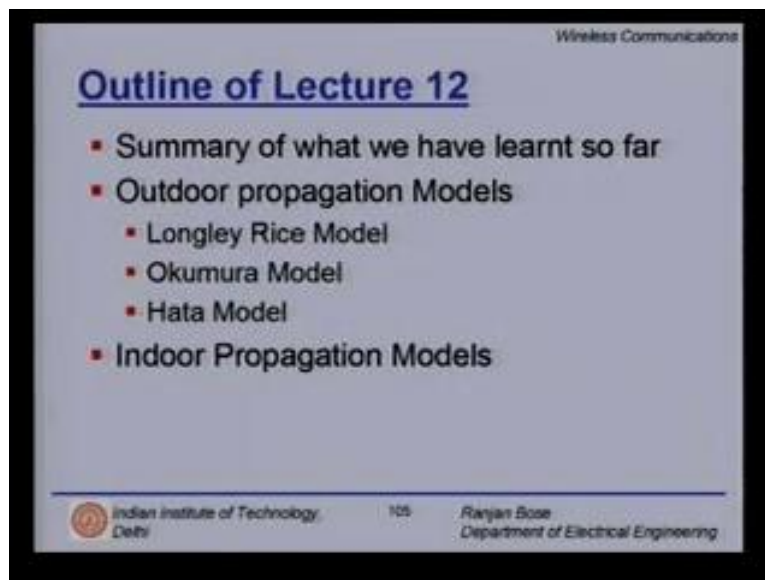 Wireless Communications
Outline of Lecture 12
Summary of what we have learnt so far
Outdoor propagation Models
Longley Rice Model
Okumura Model
Hata Model
Indoor Propagation Models
Indian Institute of Technology, 105 Ranjan Bose
Delhi Department of Electrical Engineering